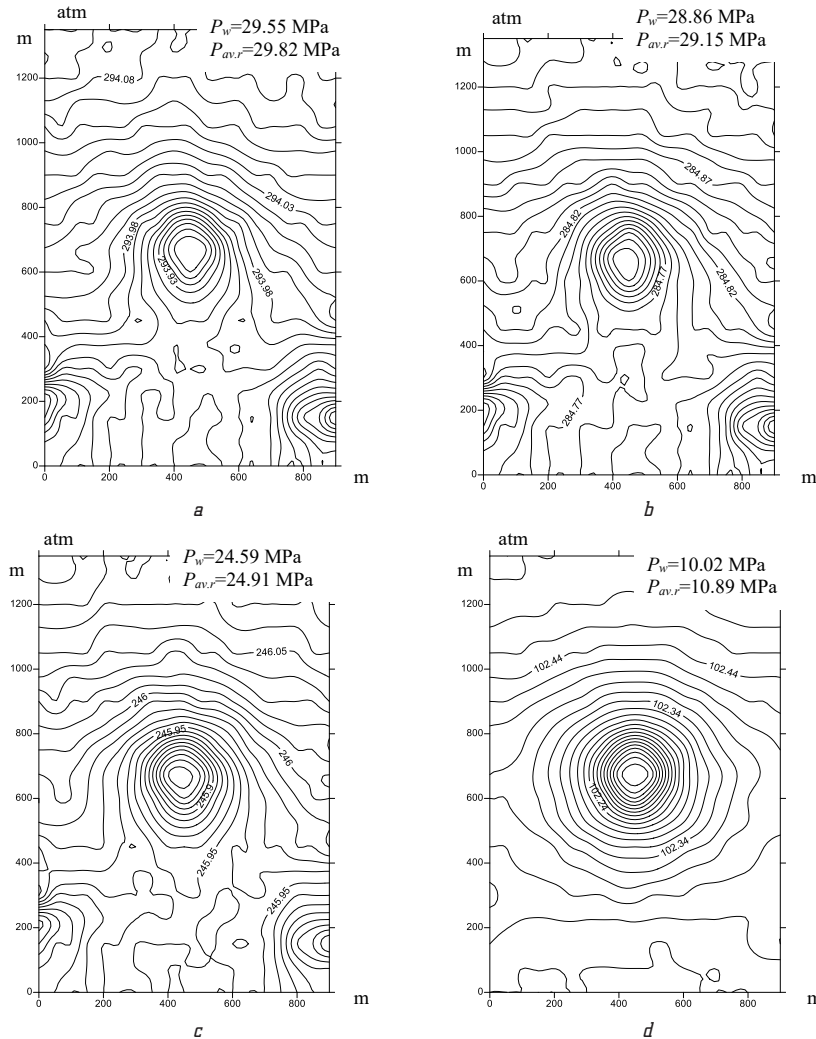 atm
P_w=29.55 MPa
P_av.r=29.82 MPa
m
1200
1000
800
600
400
200
0
294.08
294.03
293.98
293.93
293.98
0 200 400 600 800
m
a
atm
P_w=28.86 MPa
P_av.r=29.15 MPa
m
1200
1000
800
600
400
200
0
284.87
284.82
284.77
284.82
284.77
0 200 400 600 800
m
b
atm
P_w=24.59 MPa
P_av.r=24.91 MPa
m
1200
1000
800
600
400
200
0
246.05
246
245.95
246
245.9
245.95
245.95
0 200 400 600 800
m
c
atm
P_w=10.02 MPa
P_av.r=10.89 MPa
m
1200
1000
800
600
400
200
0
102.44
102.44
102.34
102.24
102.34
0 200 400 600 800
m
d